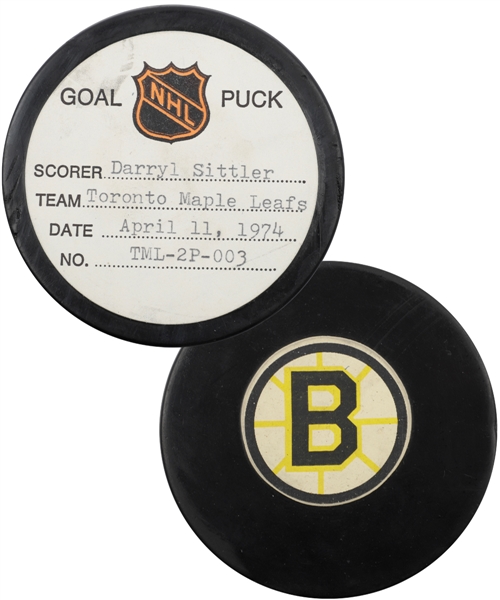 GOAL NHL PUCK
SCORER Darryl Sittler
TEAM Toronto Maple Leafs
DATE April 11, 1974
NO. TML-2P-003
B